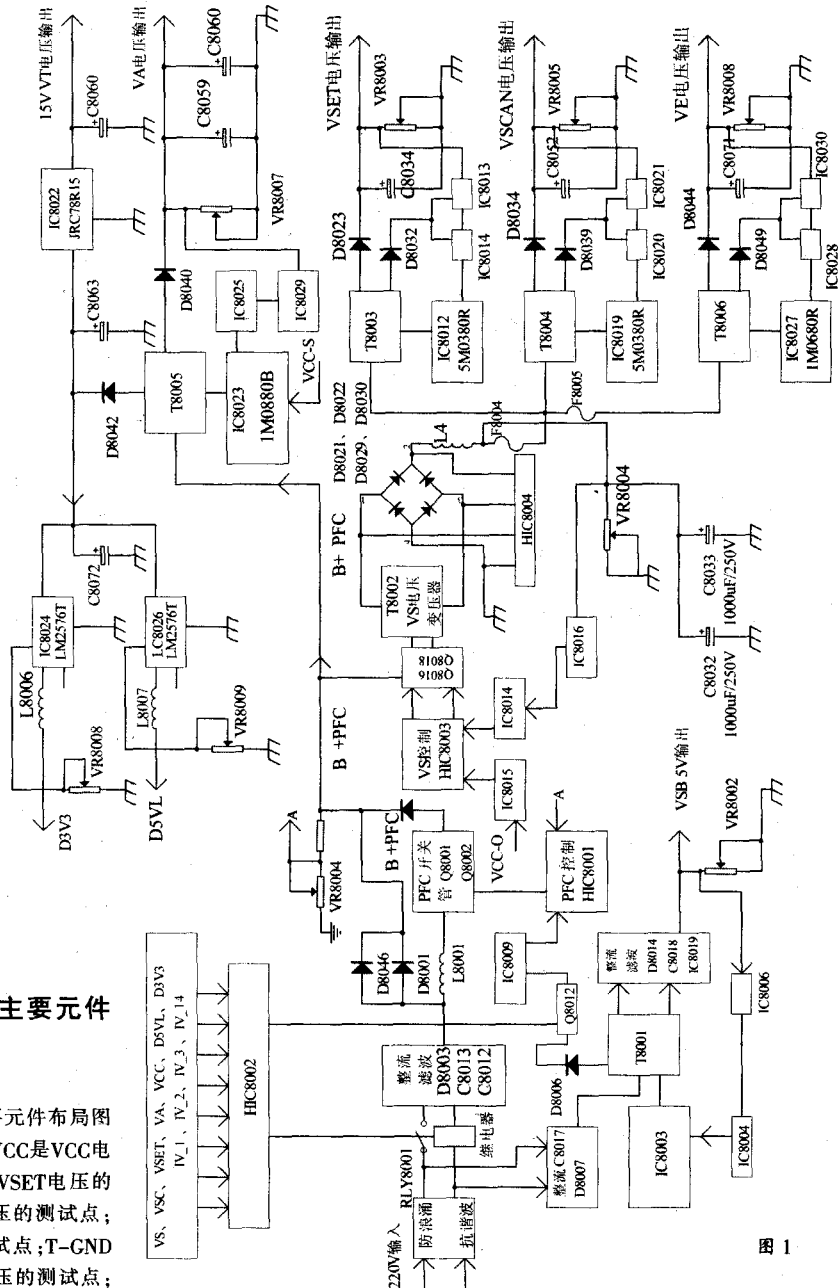 15V VT电压输出
C8060
IC8022
JRC78R15
C8063
D8042
VA电压输出
C8060
C8059
VR8007
D8040
IC8025
IC8029
T8005
IC8023
1M0880B
VCC-S
C8072
IC8024
LM2576T
LC8026
LM2576T
L8006
L8007
VR8008
VR8009
D3V3
D5VL
VSET电压输出
VR8003
C8034
D8023
D8032
IC8013
IC8014
T8003
IC8012
5M0380R
VSCAN电压输出
VR8005
C8052
D8034
D8039
IC8021
IC8020
T8004
IC8019
5M0380R
VE电压输出
VR8008
C8071
D8044
D8049
IC8030
IC8028
T8006
IC8027
1M0680R
D8021、D8022
D8029、D8030
L4
F8004
F8005
B+ PFC
HIC8004
T8002
VS电压
变压器
Q8016
Q8018
VR8004
C8033
1000uF/250V
C8032
1000uF/250V
IC8016
IC8014
IC8015
VS控制
HIC8003
VCC-O
B +PFC
B +PFC
A
VR8004
PFC开关
管 Q8001
Q8002
PFC控制
HIC8001
A
IC8009
Q8012
L8001
D8046
D8001
整流
滤波
D8003
C8013
C8012
继电器
RLY8001
防浪涌
抗谐波
220V输入
整流 C8017
D8007
D8006
T8001
IC8003
IC8004
IC8006
整流
滤波
D8014
C8018
IC8019
VSB 5V输出
VR8002
VS、VSC、VSET、VA、VCC、D5VL、D3V3
IV_1、IV_2、IV_3、IV_14
HIC8002
主要元件
元件布局图
VCC是VCC电
VSET电压的
压的测试点；
试点；T-GND
压的测试点；
图 1